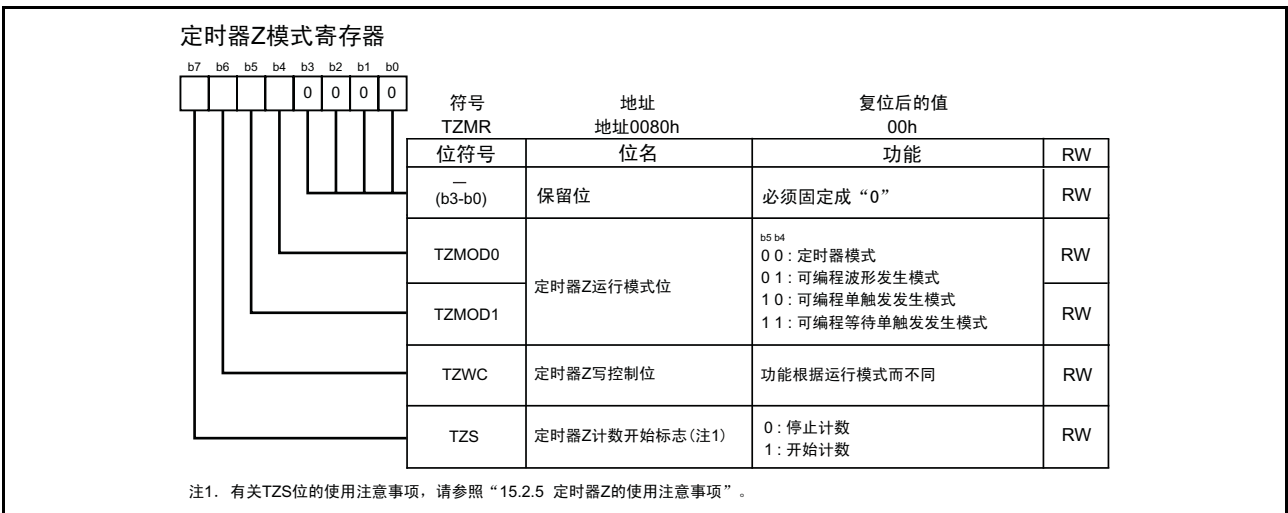 定时器Z模式寄存器
b7 b6 b5 b4 b3 b2 b1 b0
0 0 0 0
符号 地址 复位后的值
TZMR 地址0080h 00h
位符号 位名 功能 RW
—
(b3-b0) 保留位 必须固定成“0” RW
TZMOD0 定时器Z运行模式位 RW
b5 b4
0 0 : 定时器模式
0 1 : 可编程波形发生模式
1 0 : 可编程单触发发生模式
1 1 : 可编程等待单触发发生模式
TZMOD1 RW
TZWC 定时器Z写控制位 功能根据运行模式而不同 RW
TZS 定时器Z计数开始标志(注1) RW
0 : 停止计数
1 : 开始计数
注1. 有关TZS位的使用注意事项，请参照“15.2.5 定时器Z的使用注意事项”。